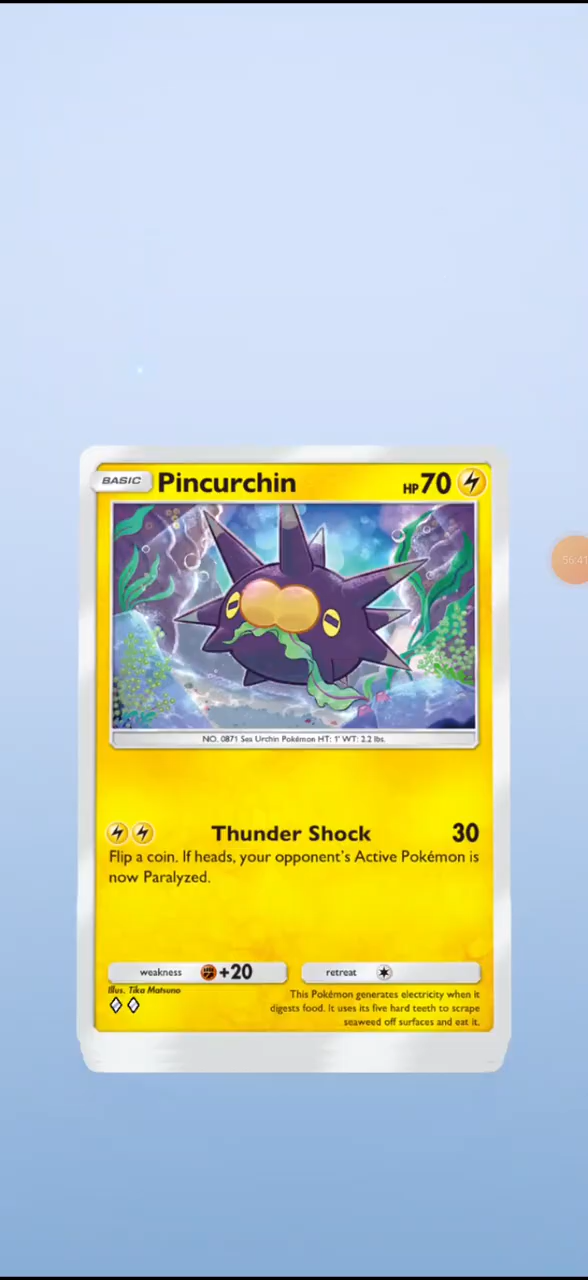 BASIC Pincurchin HP 70
56:41
NO. 0871 Sea Urchin Pokémon HT: 1' WT: 2.2 lbs.
Thunder Shock 30
Flip a coin. If heads, your opponent's Active Pokémon is
now Paralyzed.
weakness +20 retreat
Illus. Tika Matsuno
This Pokémon generates electricity when it
digests food. It uses its five hard teeth to scrape
seaweed off surfaces and eat it.